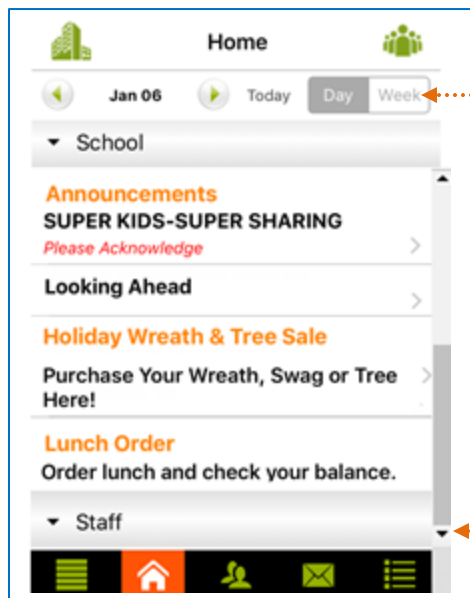 Home
Jan 06 Today Day Week
School
Announcements
SUPER KIDS-SUPER SHARING
Please Acknowledge
Looking Ahead
Holiday Wreath & Tree Sale
Purchase Your Wreath, Swag or Tree
Here!
Lunch Order
Order lunch and check your balance.
Staff